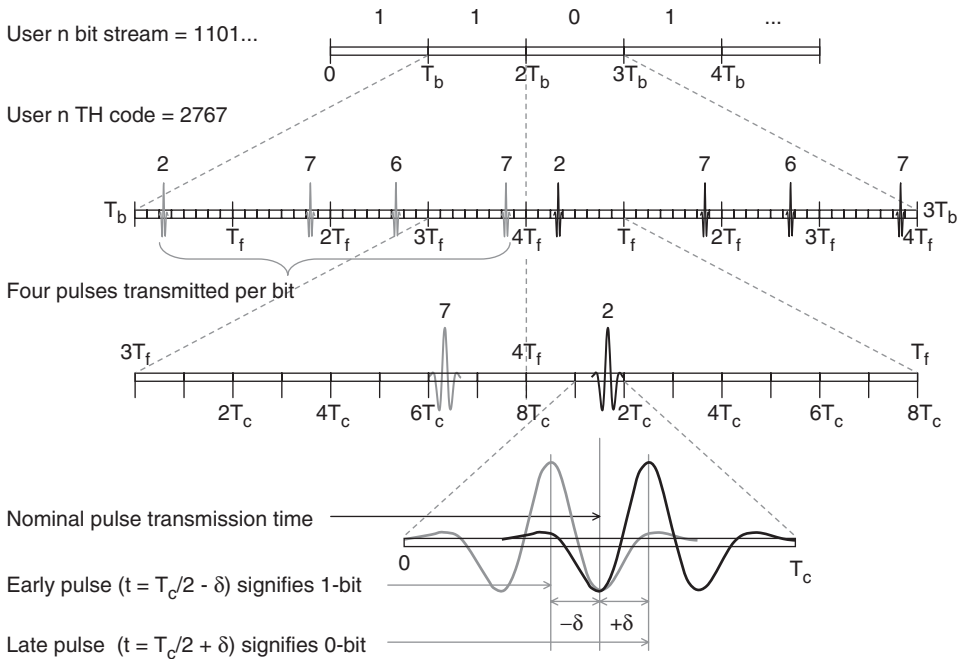 1 1 0 1 ...
User n bit stream = 1101...
0 T_b 2T_b 3T_b 4T_b
User n TH code = 2767
2 7 6 7 2 7 6 7
T_b 3T_b
T_f 2T_f 3T_f 4T_f T_f 2T_f 3T_f 4T_f
Four pulses transmitted per bit
7 2
3T_f 4T_f T_f
2T_c 4T_c 6T_c 8T_c 2T_c 4T_c 6T_c 8T_c
Nominal pulse transmission time
0 T_c
Early pulse (t = T_c/2 - δ) signifies 1-bit
−δ +δ
Late pulse (t = T_c/2 + δ) signifies 0-bit